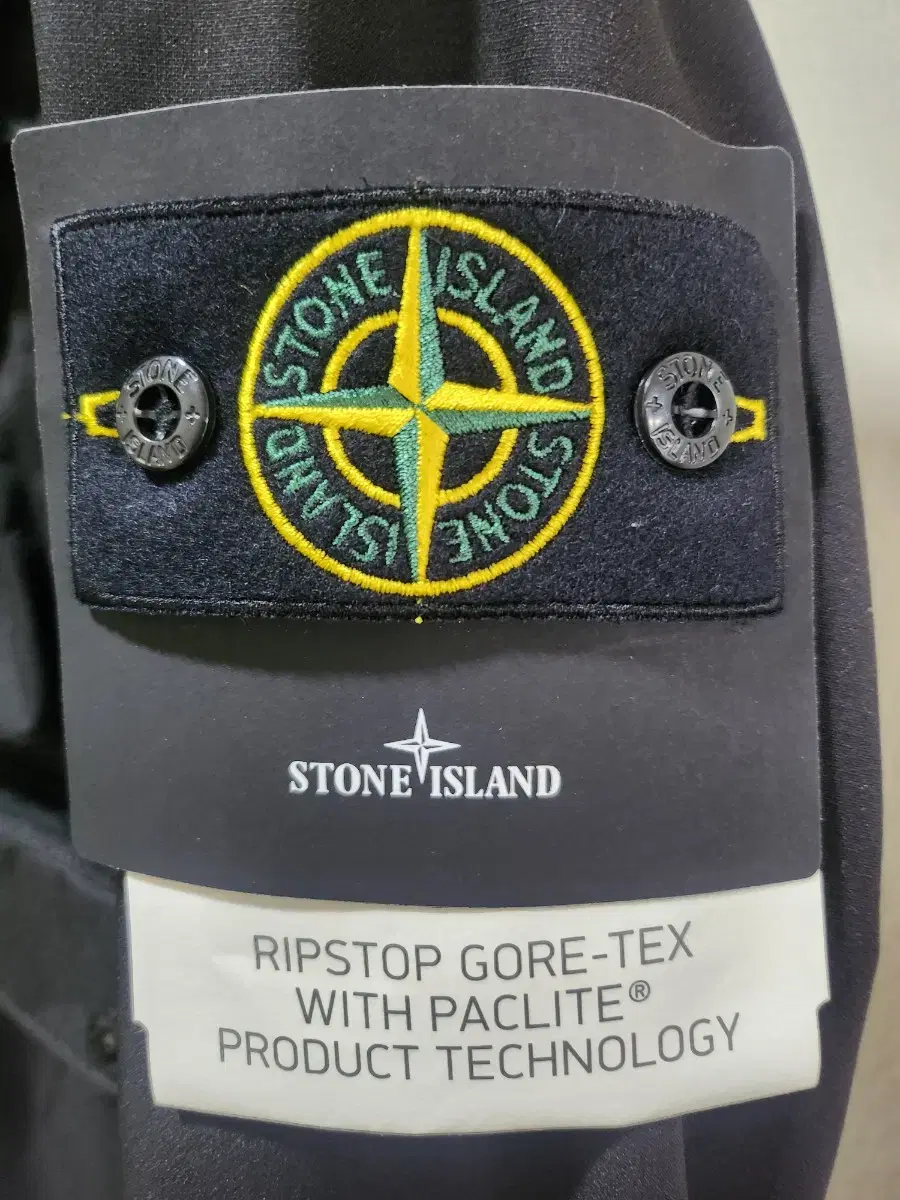 STONE ISLAND
STONE ISLAND
STONE
ISLAND
STONE
ISLAND
STONE ISLAND
RIPSTOP GORE-TEX
WITH PACLITE®
PRODUCT TECHNOLOGY